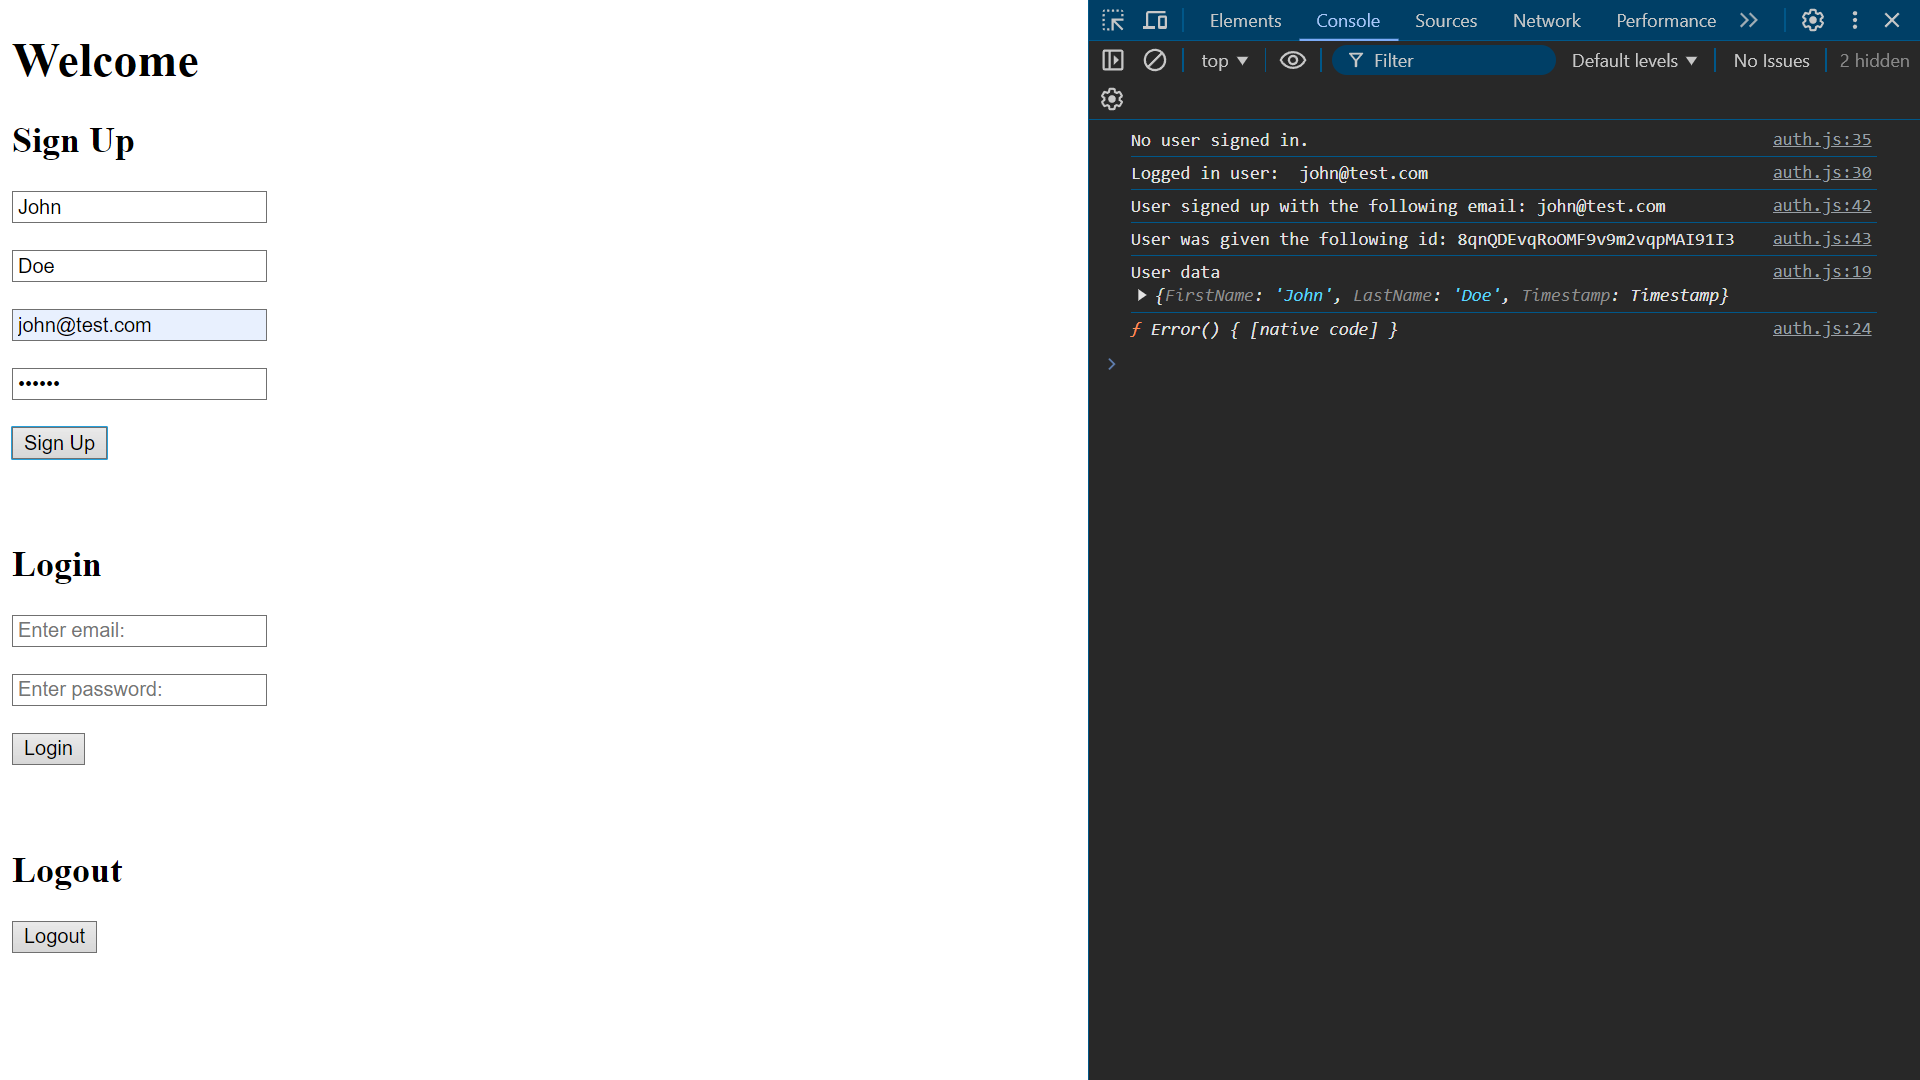 Welcome
Sign Up
John
Doe
john@test.com
••••••
Sign Up
Login
Enter email:
Enter password:
Login
Logout
Logout
Elements Console Sources Network Performance
top ▼ Filter Default levels ▼ No Issues 2 hidden
No user signed in. auth.js:35
Logged in user:  john@test.com auth.js:30
User signed up with the following email: john@test.com auth.js:42
User was given the following id: 8qnQDEvqRoOMF9v9m2vqpMAI91I3 auth.js:43
User data auth.js:19
▶ {FirstName: 'John', LastName: 'Doe', Timestamp: Timestamp}
ƒ Error() { [native code] } auth.js:24